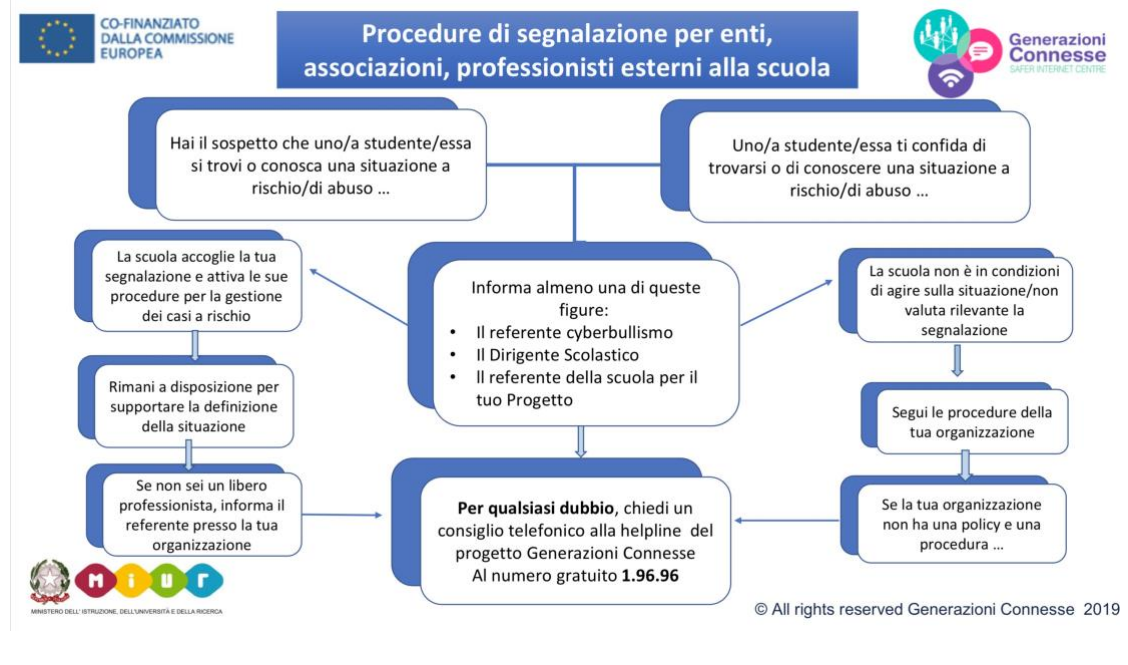 CO-FINANZIATO
DALLA COMMISSIONE
EUROPEA
Procedure di segnalazione per enti,
associazioni, professionisti esterni alla scuola
Generazioni
Connesse
SAFER INTERNET CENTRE
Hai il sospetto che uno/a studente/essa
si trovi o conosca una situazione a
rischio/di abuso ...
Uno/a studente/essa ti confida di
trovarsi o di conoscere una situazione a
rischio/di abuso ...
La scuola accoglie la tua
segnalazione e attiva le sue
procedure per la gestione
dei casi a rischio
Informa almeno una di queste
figure:
• Il referente cyberbullismo
• Il Dirigente Scolastico
• Il referente della scuola per il
tuo Progetto
La scuola non è in condizioni
di agire sulla situazione/non
valuta rilevante la
segnalazione
Rimani a disposizione per
supportare la definizione
della situazione
Segui le procedure della
tua organizzazione
Se non sei un libero
professionista, informa il
referente presso la tua
organizzazione
Per qualsiasi dubbio, chiedi un
consiglio telefonico alla helpline del
progetto Generazioni Connesse
Al numero gratuito 1.96.96
Se la tua organizzazione
non ha una policy e una
procedura ...
MiUr
MINISTERO DELL' ISTRUZIONE, DELL'UNIVERSITÀ E DELLA RICERCA
© All rights reserved Generazioni Connesse 2019